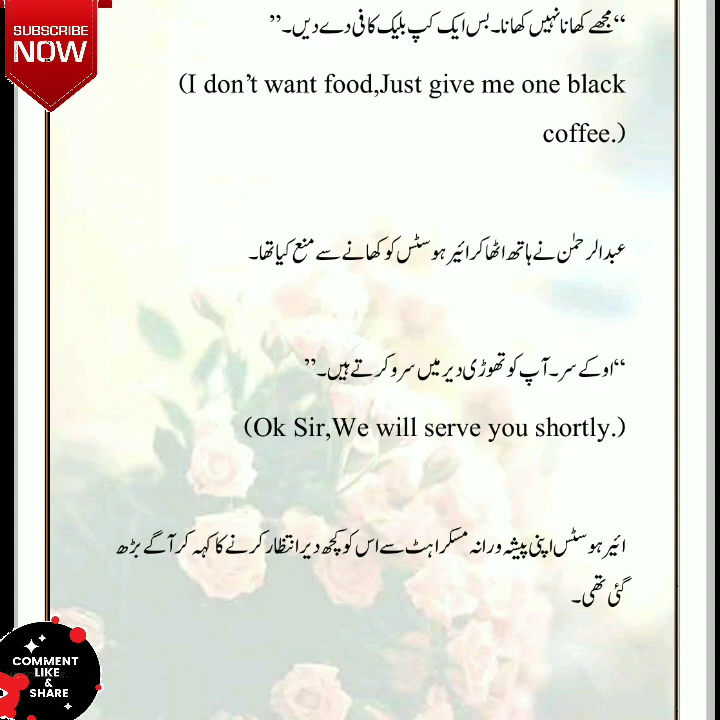 SUBSCRIBE
NOW
“مجھے کھانا نہیں کھانا۔ بس ایک کپ بلیک کافی دے دیں۔”
(I don’t want food,Just give me one black
coffee.)
عبدالرحمٰن نے ہاتھ اٹھا کر ائیر ہوسٹس کو کھانے سے منع کیا تھا۔
“اوکے سر۔ آپ کو تھوڑی دیر میں سرو کرتے ہیں۔”
(Ok Sir,We will serve you shortly.)
ائیر ہوسٹس اپنی پیشہ ورانہ مسکراہٹ سے اس کو کچھ دیر انتظار کرنے کا کہہ کر آگے بڑھ
گئی تھی۔
COMMENT
LIKE
&
SHARE